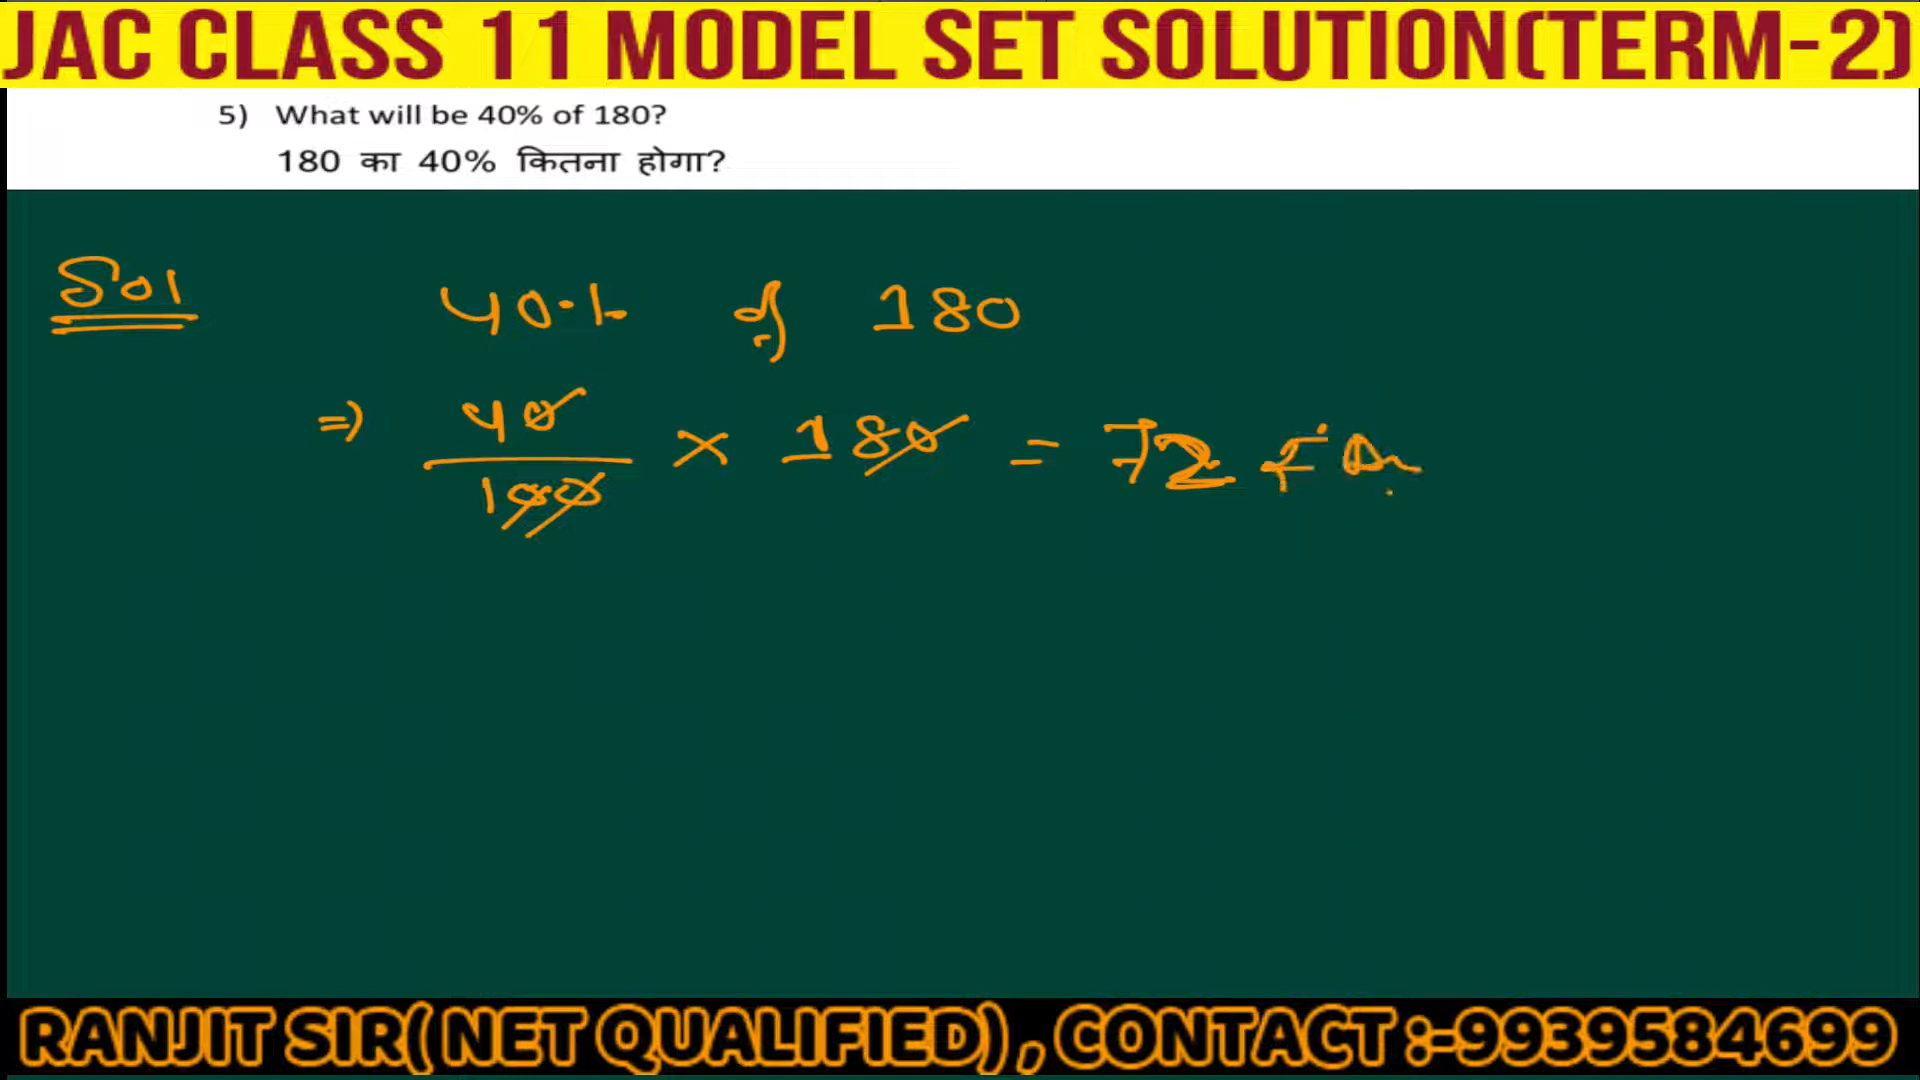 JAC CLASS 11 MODEL SET SOLUTION(TERM-2)
5) What will be 40% of 180?
180 का 40% कितना होगा?
Sol 40% of 180
=> 40/100 × 180 = 72
RANJIT SIR( NET QUALIFIED) , CONTACT :-9939584699